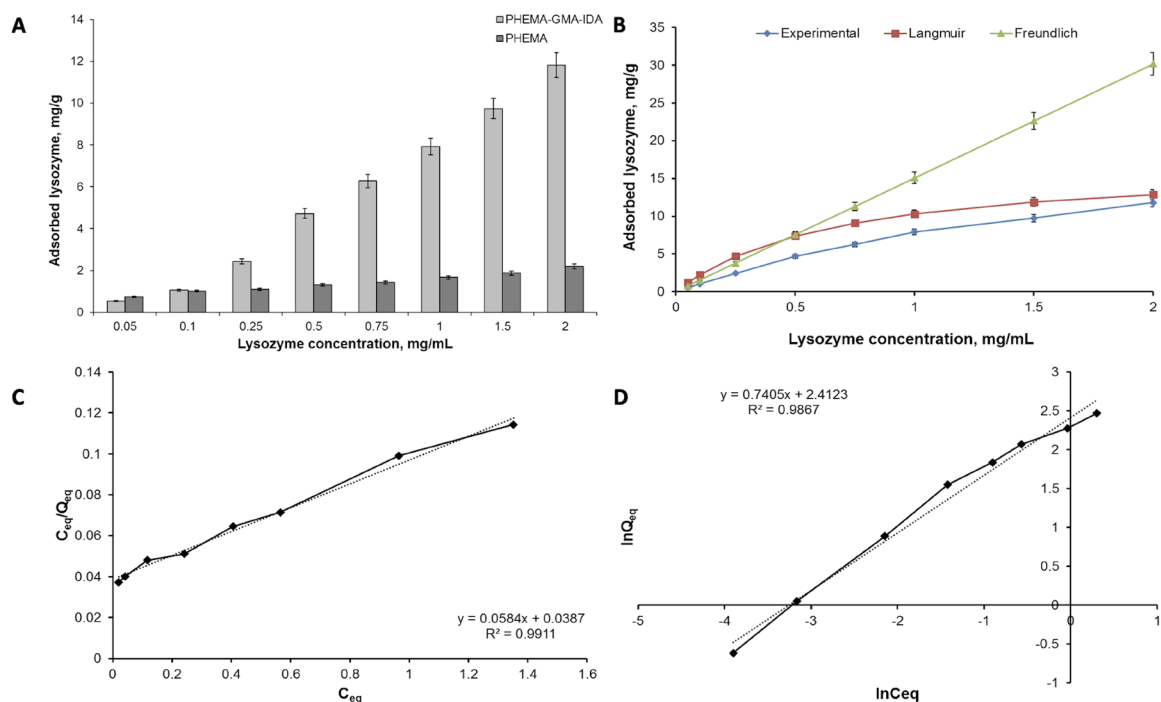 A
PHEMA-GMA-IDA
PHEMA
Adsorbed lysozyme, mg/g
14
12
10
8
6
4
2
0
0.05 0.1 0.25 0.5 0.75 1 1.5 2
Lysozyme concentration, mg/mL
B
Experimental Langmuir Freundlich
Adsorbed lysozyme, mg/g
35
30
25
20
15
10
5
0
0 0.5 1 1.5 2
Lysozyme concentration, mg/mL
C
Ceq/Qeq
0.14
0.12
0.1
0.08
0.06
0.04
0.02
0
0 0.2 0.4 0.6 0.8 1 1.2 1.4 1.6
y = 0.0584x + 0.0387
R² = 0.9911
Ceq
D
y = 0.7405x + 2.4123
R² = 0.9867
lnQeq
3
2.5
2
1.5
1
0.5
0
-0.5
-1
-5 -4 -3 -2 -1 0 1
lnCeq